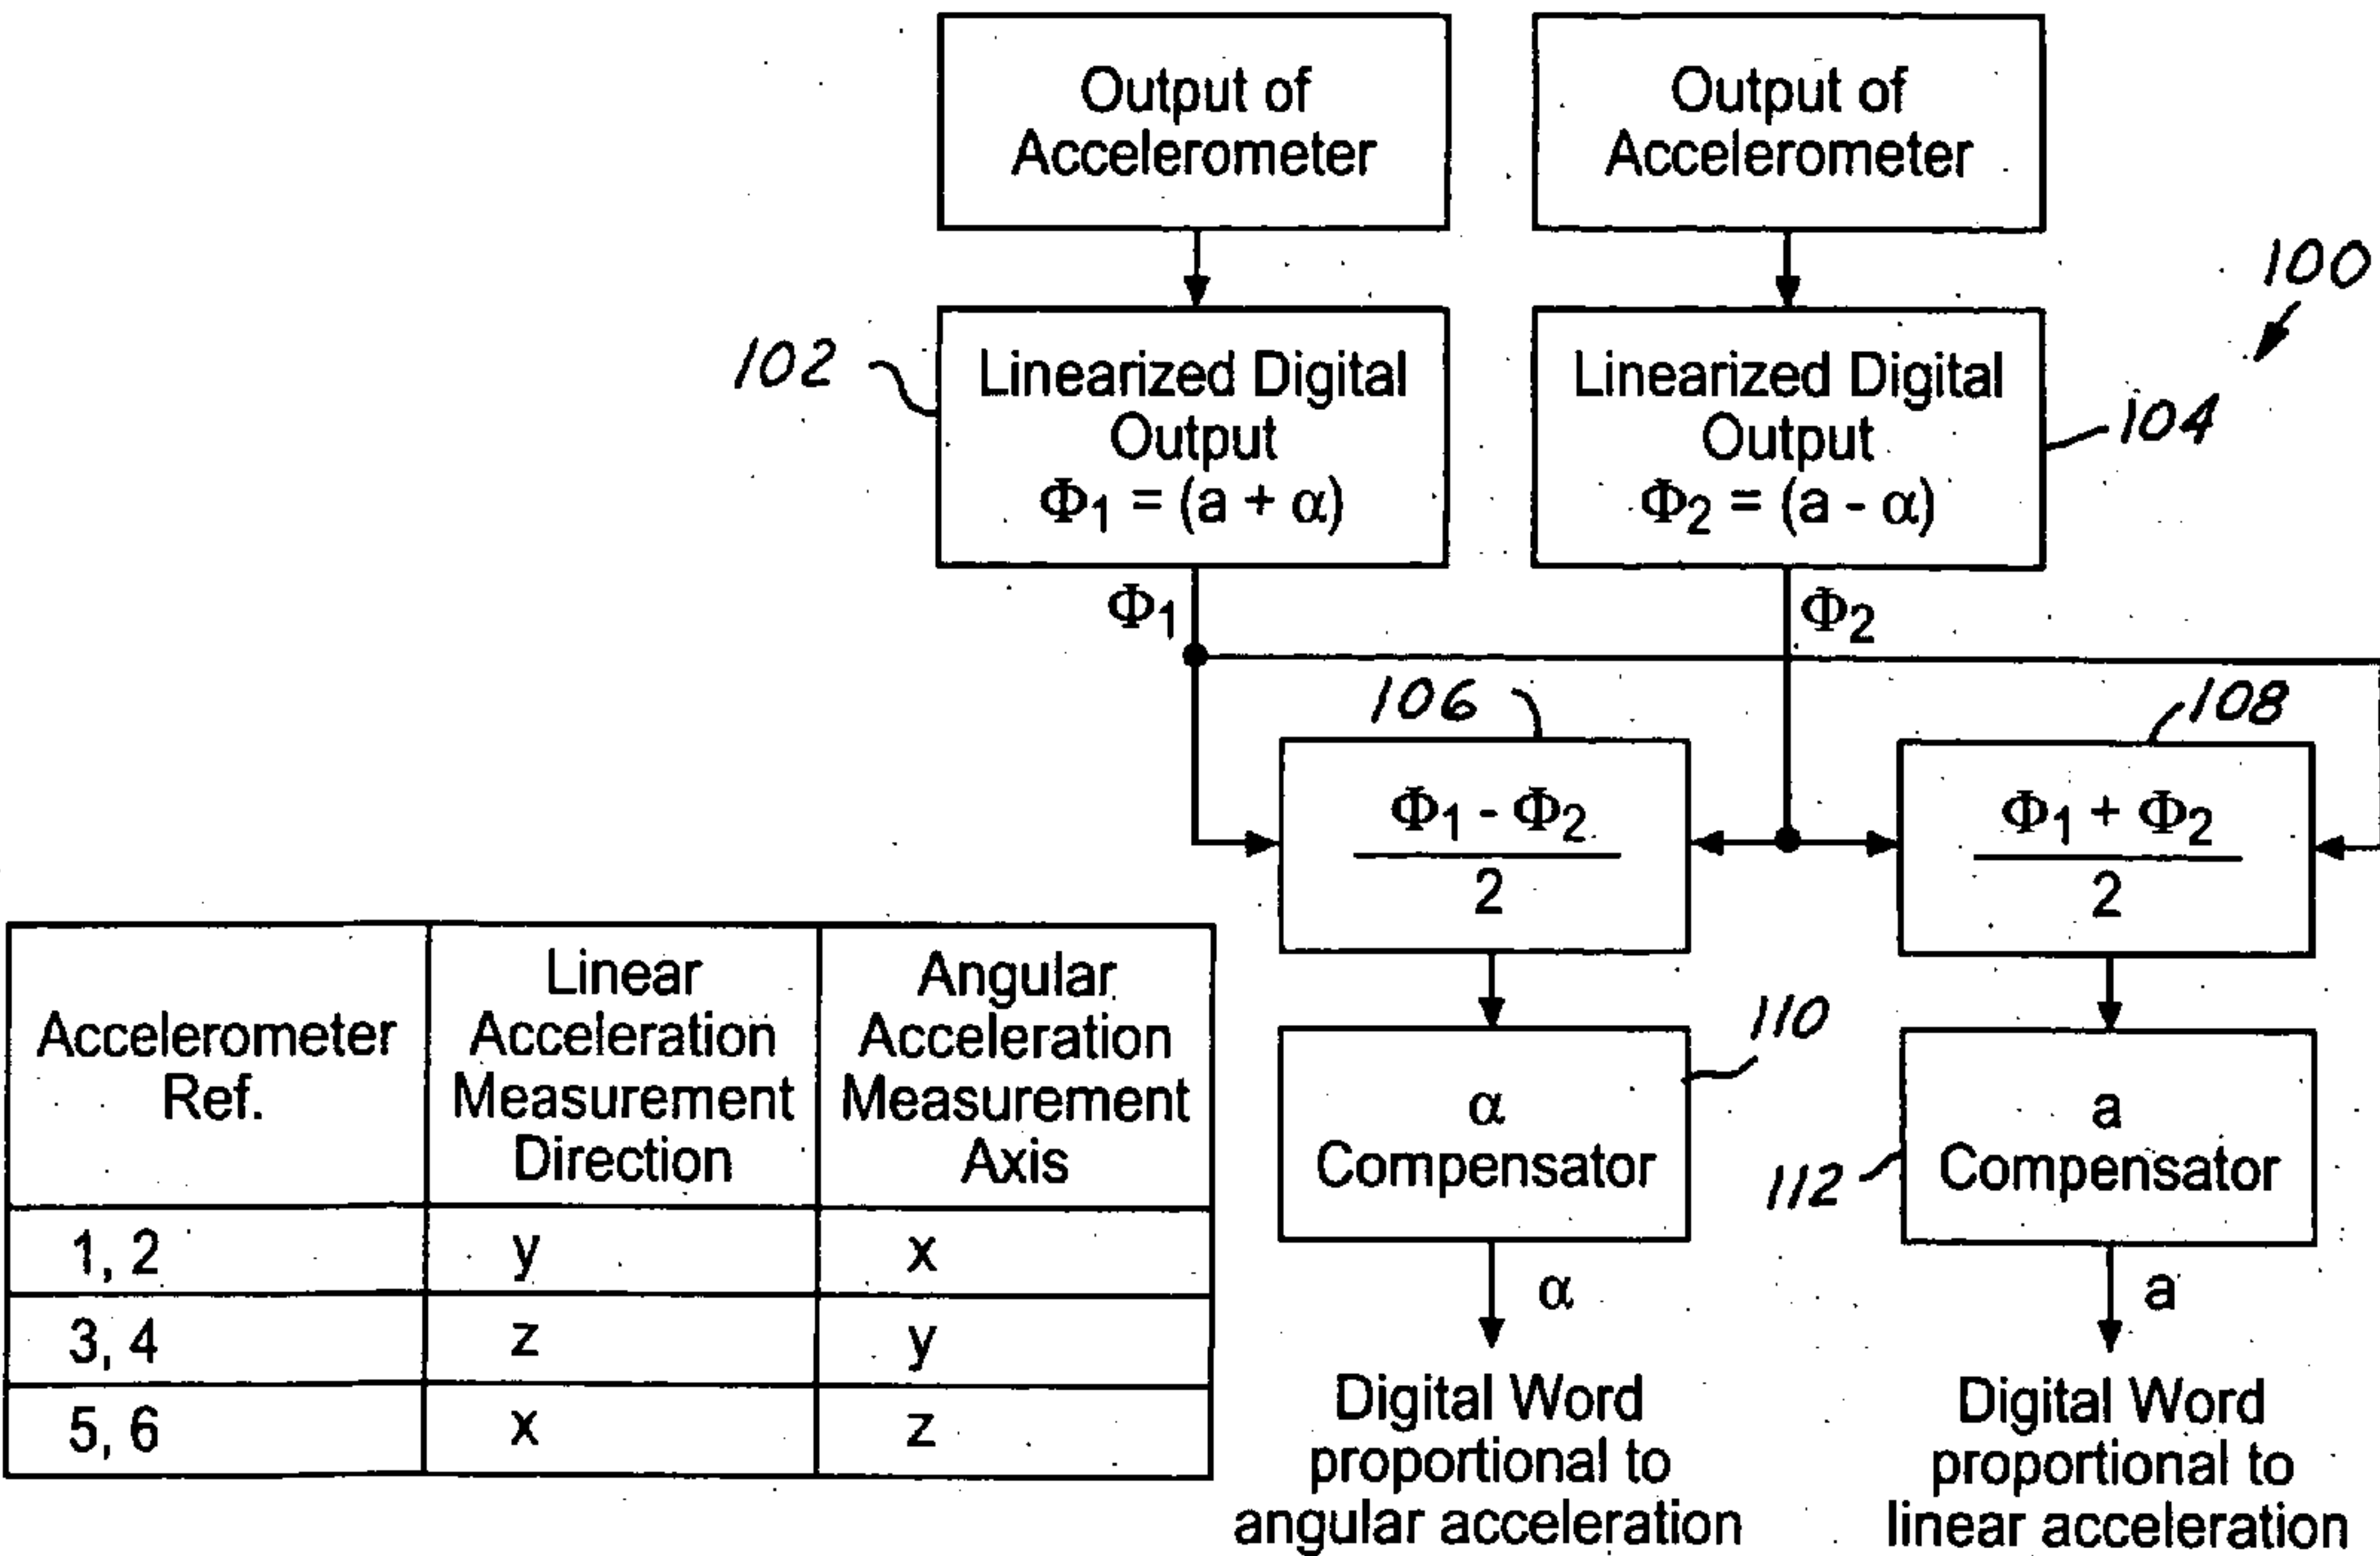 Output of
Accelerometer
Output of
Accelerometer
100
102
Linearized Digital
Output
Φ1 = (a + α)
Linearized Digital
Output
Φ2 = (a - α)
104
Φ1
Φ2
106
108
Φ1 - Φ2
2
Φ1 + Φ2
2
110
α
Compensator
112
a
Compensator
α
a
Digital Word
proportional to
angular acceleration
Digital Word
proportional to
linear acceleration
Accelerometer
Ref.
Linear
Acceleration
Measurement
Direction
Angular
Acceleration
Measurement
Axis
1, 2 y x
3, 4 z y
5, 6 x z